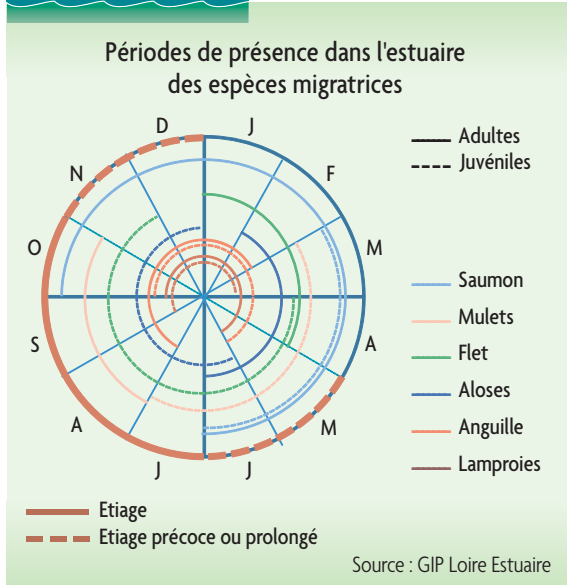 Périodes de présence dans l'estuaire
des espèces migratrices
D
J
N
F
O
M
S
A
A
M
J
J
Adultes
Juvéniles
Saumon
Mulets
Flet
Aloses
Anguille
Lamproies
Etiage
Etiage précoce ou prolongé
Source : GIP Loire Estuaire